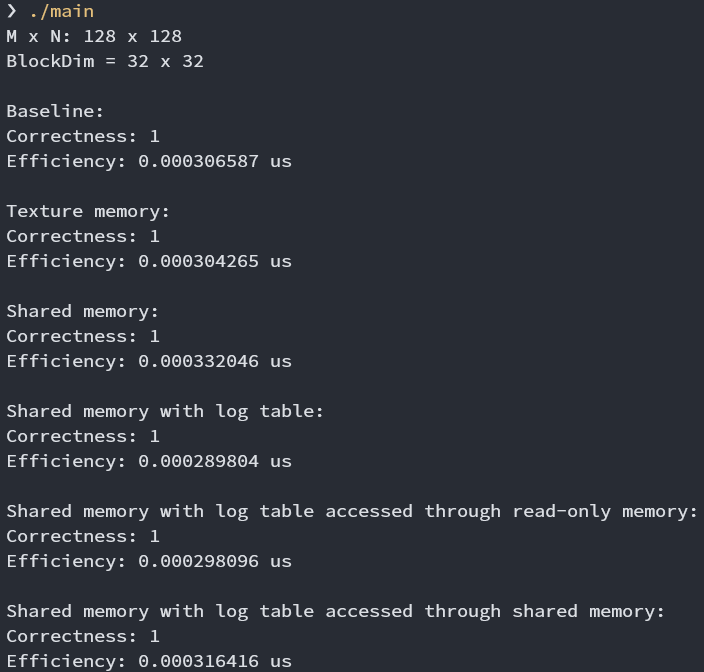 ❯ ./main
M x N: 128 x 128
BlockDim = 32 x 32
Baseline:
Correctness: 1
Efficiency: 0.000306587 us
Texture memory:
Correctness: 1
Efficiency: 0.000304265 us
Shared memory:
Correctness: 1
Efficiency: 0.000332046 us
Shared memory with log table:
Correctness: 1
Efficiency: 0.000289804 us
Shared memory with log table accessed through read-only memory:
Correctness: 1
Efficiency: 0.000298096 us
Shared memory with log table accessed through shared memory:
Correctness: 1
Efficiency: 0.000316416 us